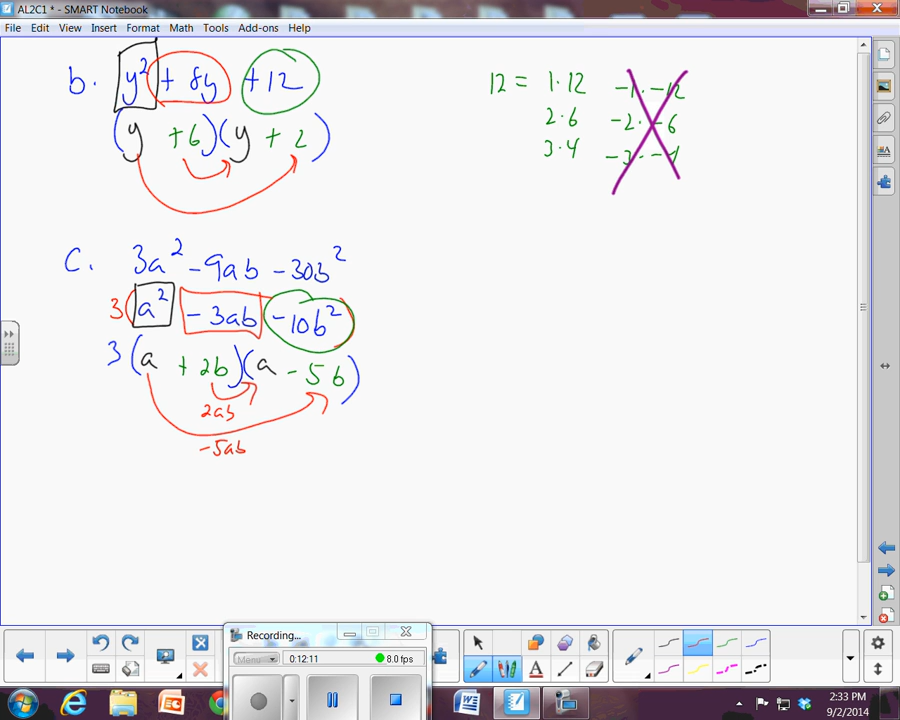 AL2C1 * - SMART Notebook
File Edit View Insert Format Math Tools Add-ons Help
b. y² + 8y + 12
(y + 6)(y + 2)
12 = 1·12 -1·-12
2·6 -2·-6
3·4 -3·-4
C. 3a² - 9ab - 30b²
3(a² - 3ab - 10b²)
3(a + 2b)(a - 5b)
2ab
-5ab
Recording...
Menu 0:12:11 8.0 fps
2:33 PM
9/2/2014